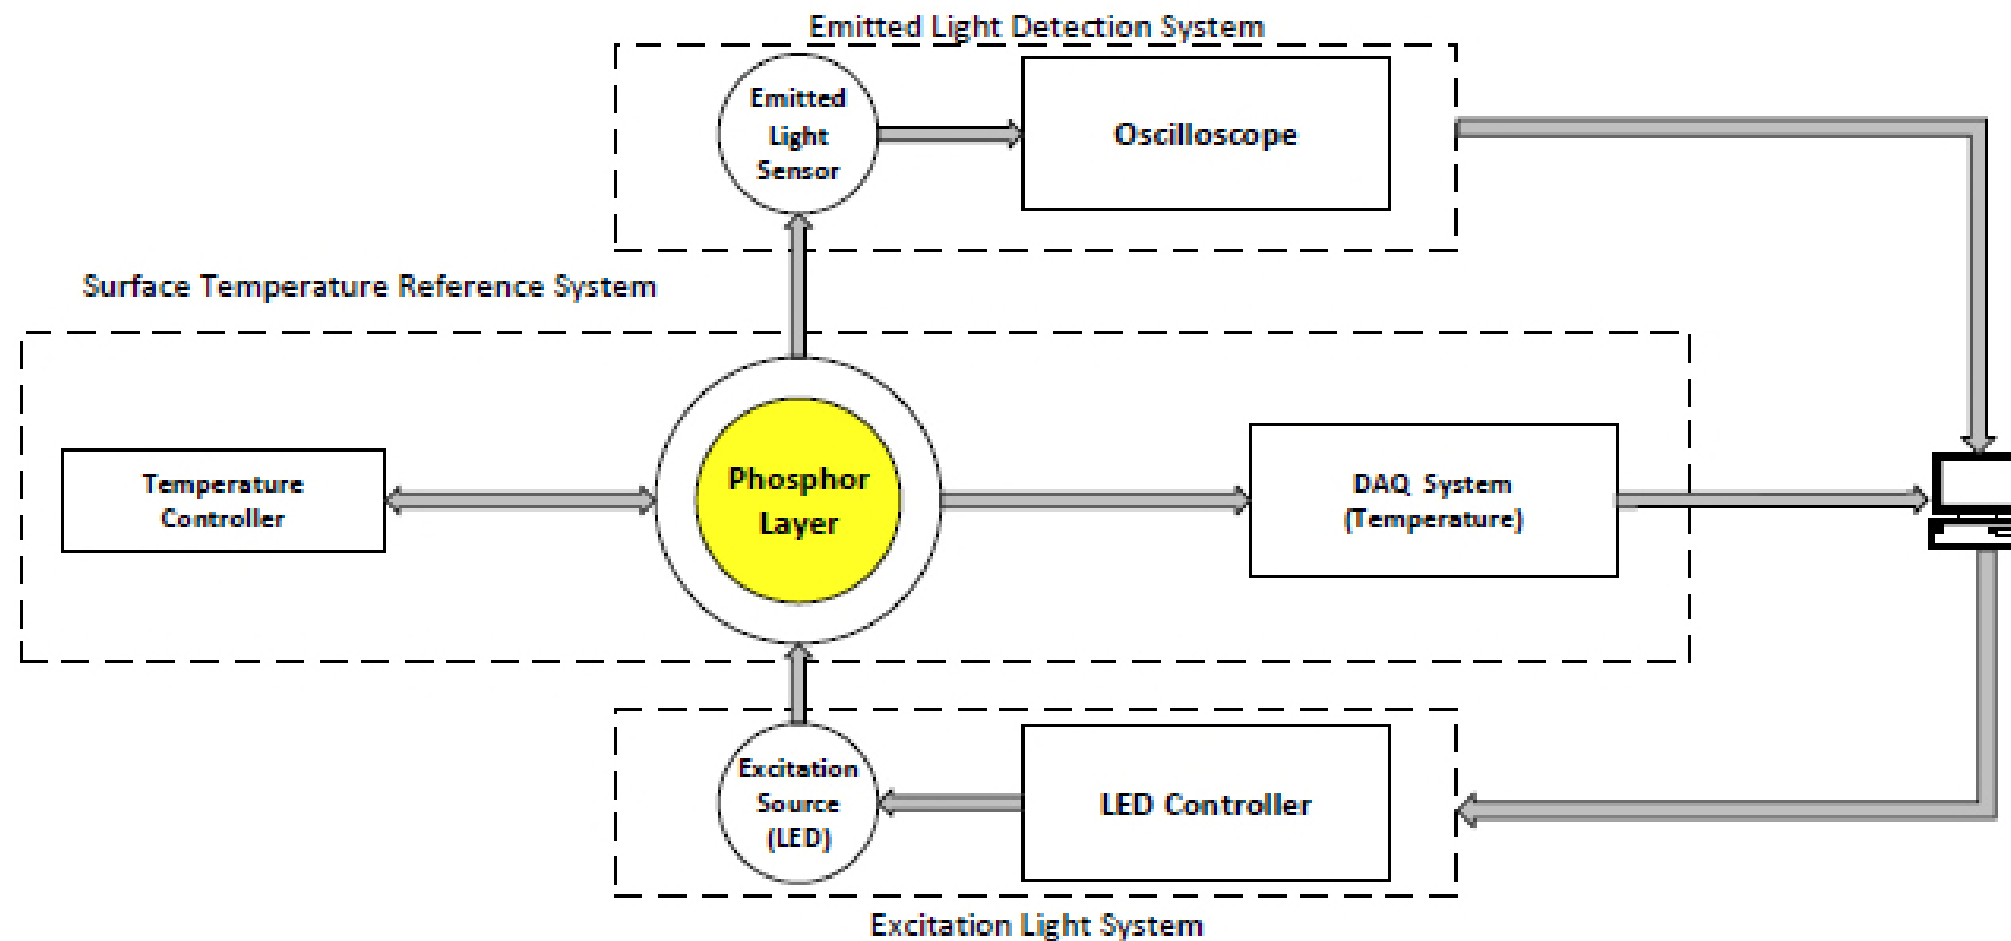 Emitted Light Detection System
Emitted
Light
Sensor
Oscilloscope
Surface Temperature Reference System
Temperature
Controller
Phosphor
Layer
DAQ System
(Temperature)
Excitation
Source
(LED)
LED Controller
Excitation Light System